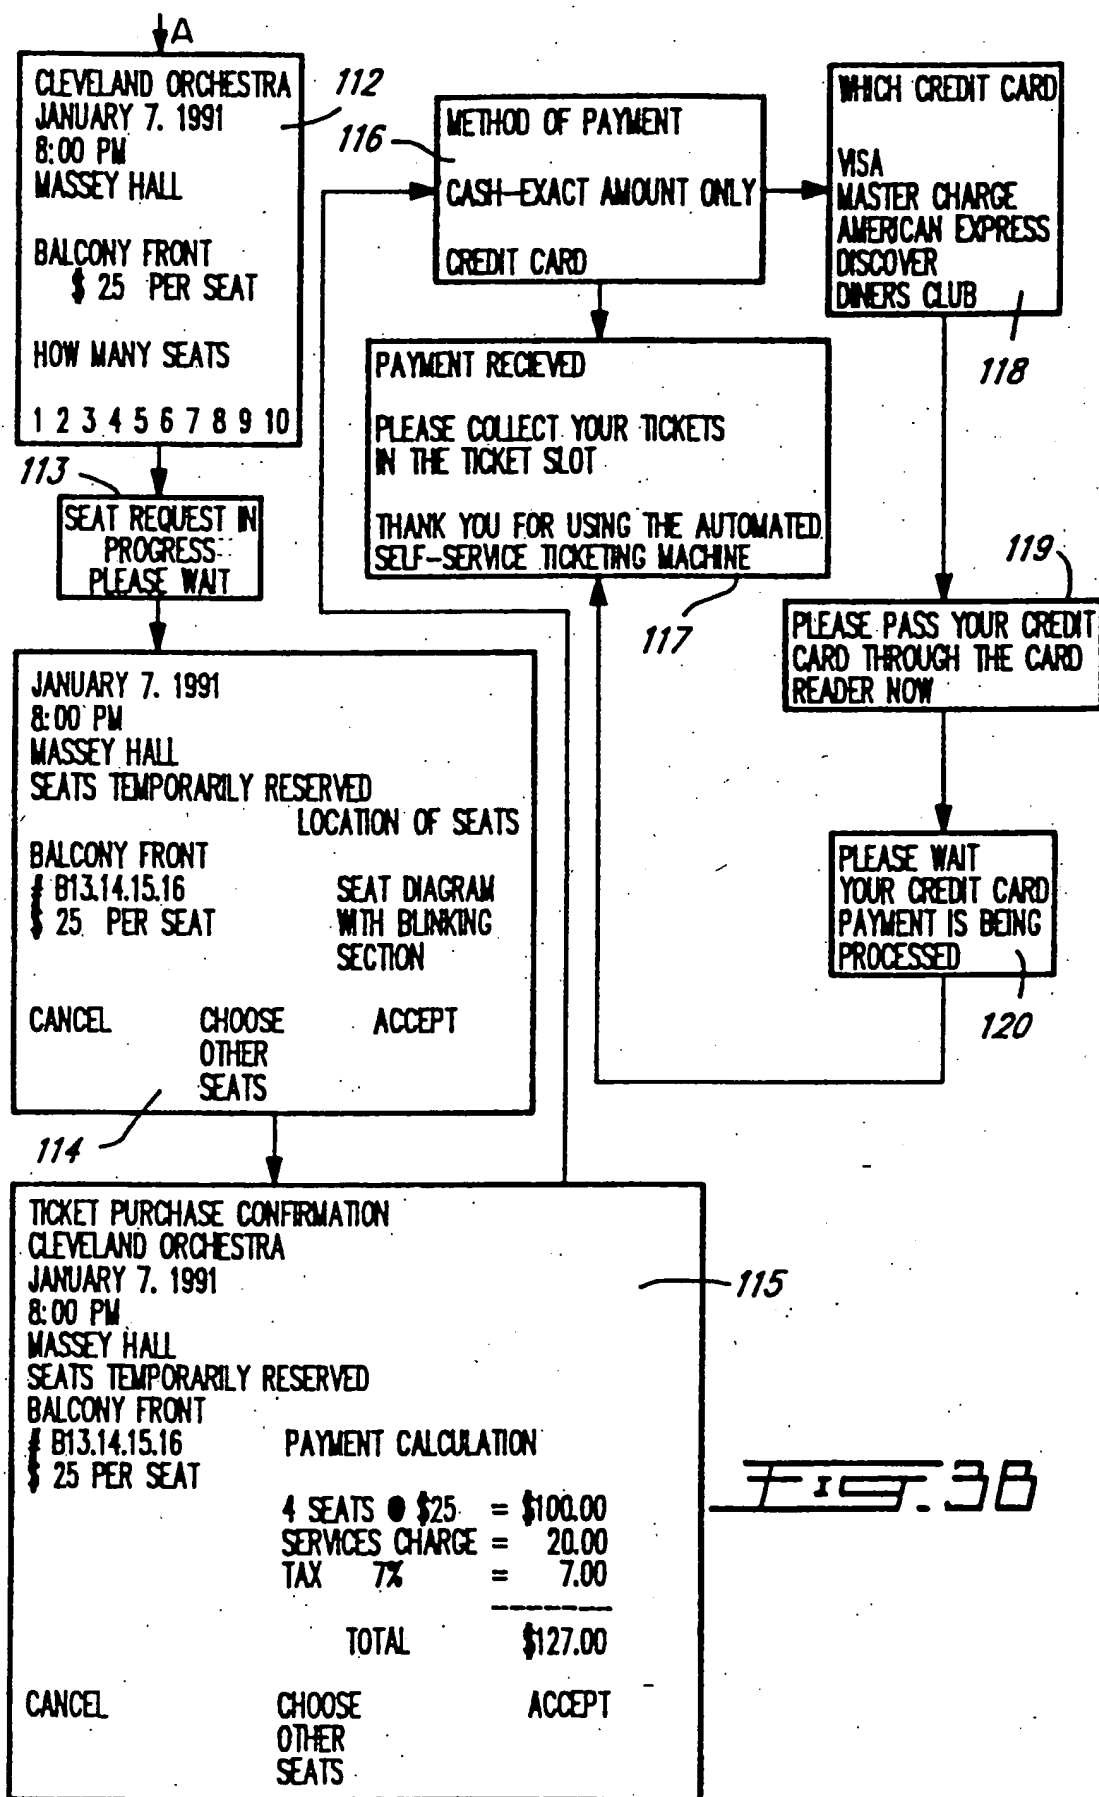 A
CLEVELAND ORCHESTRA
JANUARY 7. 1991
8:00 PM
MASSEY HALL
BALCONY FRONT
$ 25 PER SEAT
HOW MANY SEATS
1 2 3 4 5 6 7 8 9 10
112
113
SEAT REQUEST IN
PROGRESS
PLEASE WAIT
JANUARY 7. 1991
8:00 PM
MASSEY HALL
SEATS TEMPORARILY RESERVED
LOCATION OF SEATS
BALCONY FRONT
# B13.14.15.16
$ 25 PER SEAT
SEAT DIAGRAM
WITH BLINKING
SECTION
CANCEL
CHOOSE
OTHER
SEATS
ACCEPT
114
TICKET PURCHASE CONFIRMATION
CLEVELAND ORCHESTRA
JANUARY 7. 1991
8:00 PM
MASSEY HALL
SEATS TEMPORARILY RESERVED
BALCONY FRONT
# B13.14.15.16
$ 25 PER SEAT
PAYMENT CALCULATION
4 SEATS @ $25 = $100.00
SERVICES CHARGE = 20.00
TAX 7% = 7.00
TOTAL $127.00
CANCEL
CHOOSE
OTHER
SEATS
ACCEPT
115
116
METHOD OF PAYMENT
CASH-EXACT AMOUNT ONLY
CREDIT CARD
PAYMENT RECIEVED
PLEASE COLLECT YOUR TICKETS
IN THE TICKET SLOT
THANK YOU FOR USING THE AUTOMATED
SELF-SERVICE TICKETING MACHINE
117
WHICH CREDIT CARD
VISA
MASTER CHARGE
AMERICAN EXPRESS
DISCOVER
DINERS CLUB
118
119
PLEASE PASS YOUR CREDIT
CARD THROUGH THE CARD
READER NOW
PLEASE WAIT
YOUR CREDIT CARD
PAYMENT IS BEING
PROCESSED
120
FIG. 3B